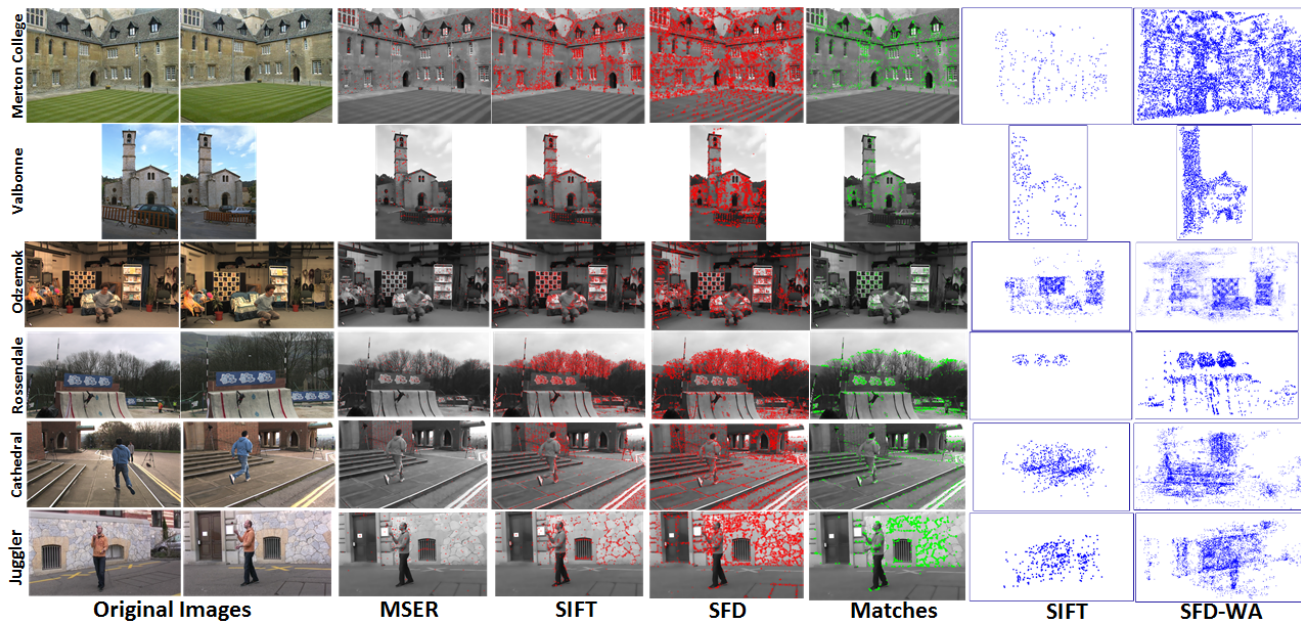 Merton College
Valbonne
Odzemok
Rossendale
Cathedral
Juggler
Original Images
MSER
SIFT
SFD
Matches
SIFT
SFD-WA